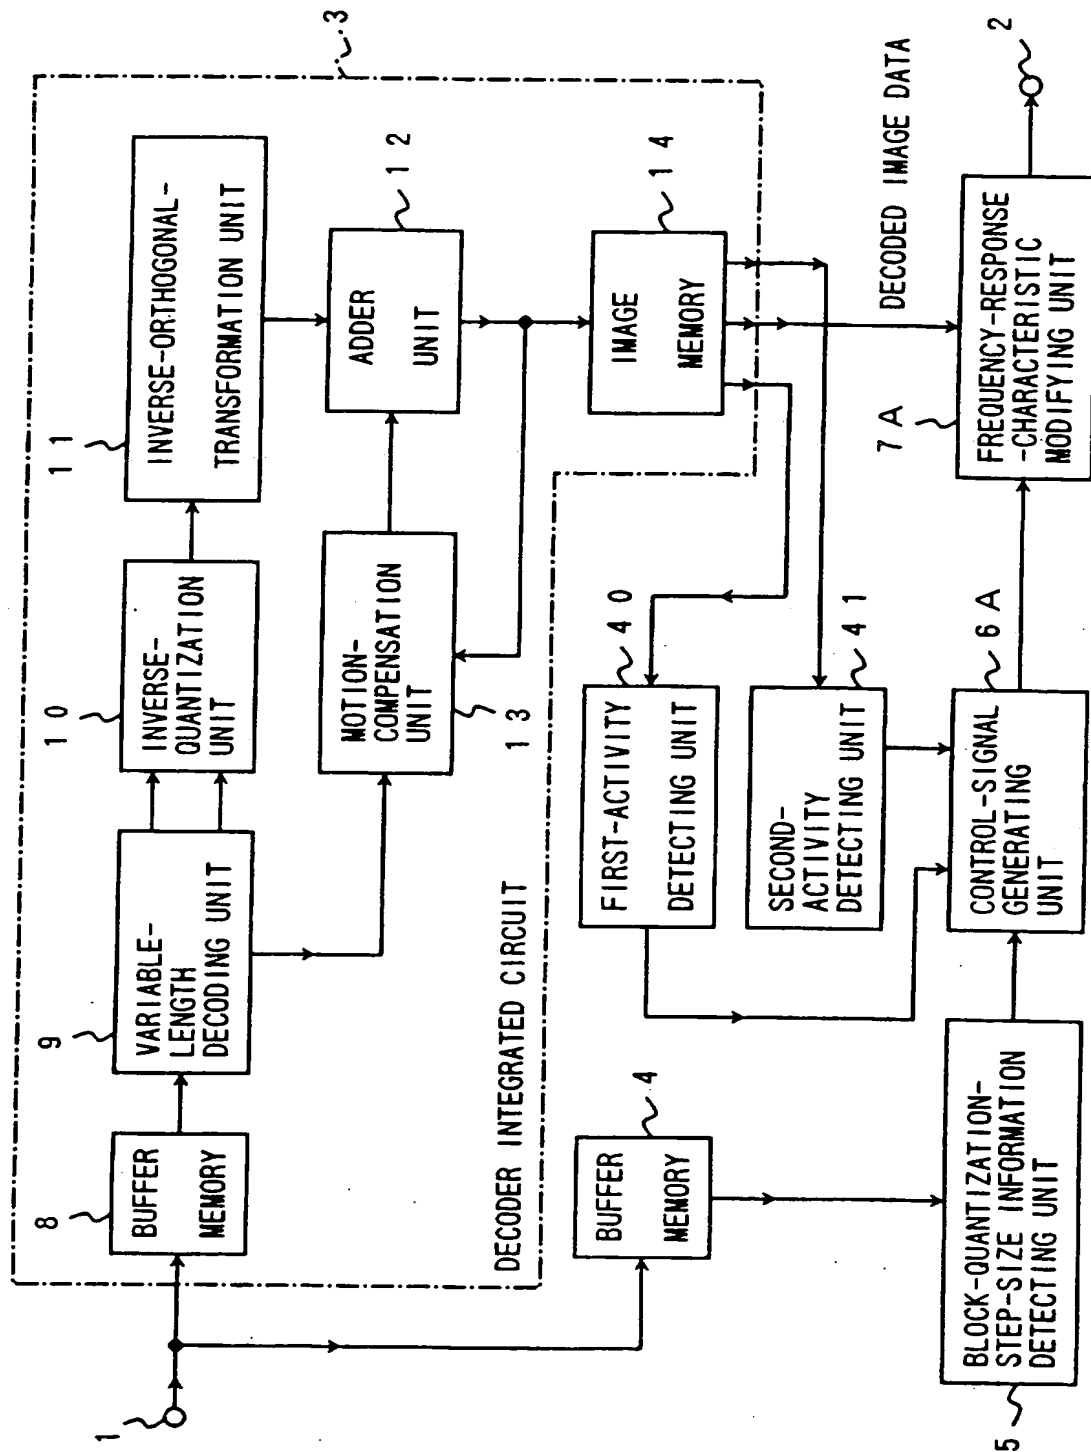 1
8
BUFFER
MEMORY
9
VARIABLE-
LENGTH
DECODING UNIT
10
INVERSE-
QUANTIZATION
UNIT
11
INVERSE-ORTHOGONAL-
TRANSFORMATION UNIT
3
MOTION-
COMPENSATION
UNIT
13
ADDER
UNIT
12
DECODER INTEGRATED CIRCUIT
IMAGE
MEMORY
14
BUFFER
MEMORY
4
FIRST-ACTIVITY
DETECTING UNIT
40
SECOND-
ACTIVITY
DETECTING UNIT
41
DECODED IMAGE DATA
5
BLOCK-QUANTIZATION-
STEP-SIZE INFORMATION
DETECTING UNIT
CONTROL-SIGNAL
GENERATING
UNIT
6A
7A
FREQUENCY-RESPONSE
-CHARACTERISTIC
MODIFYING UNIT
2